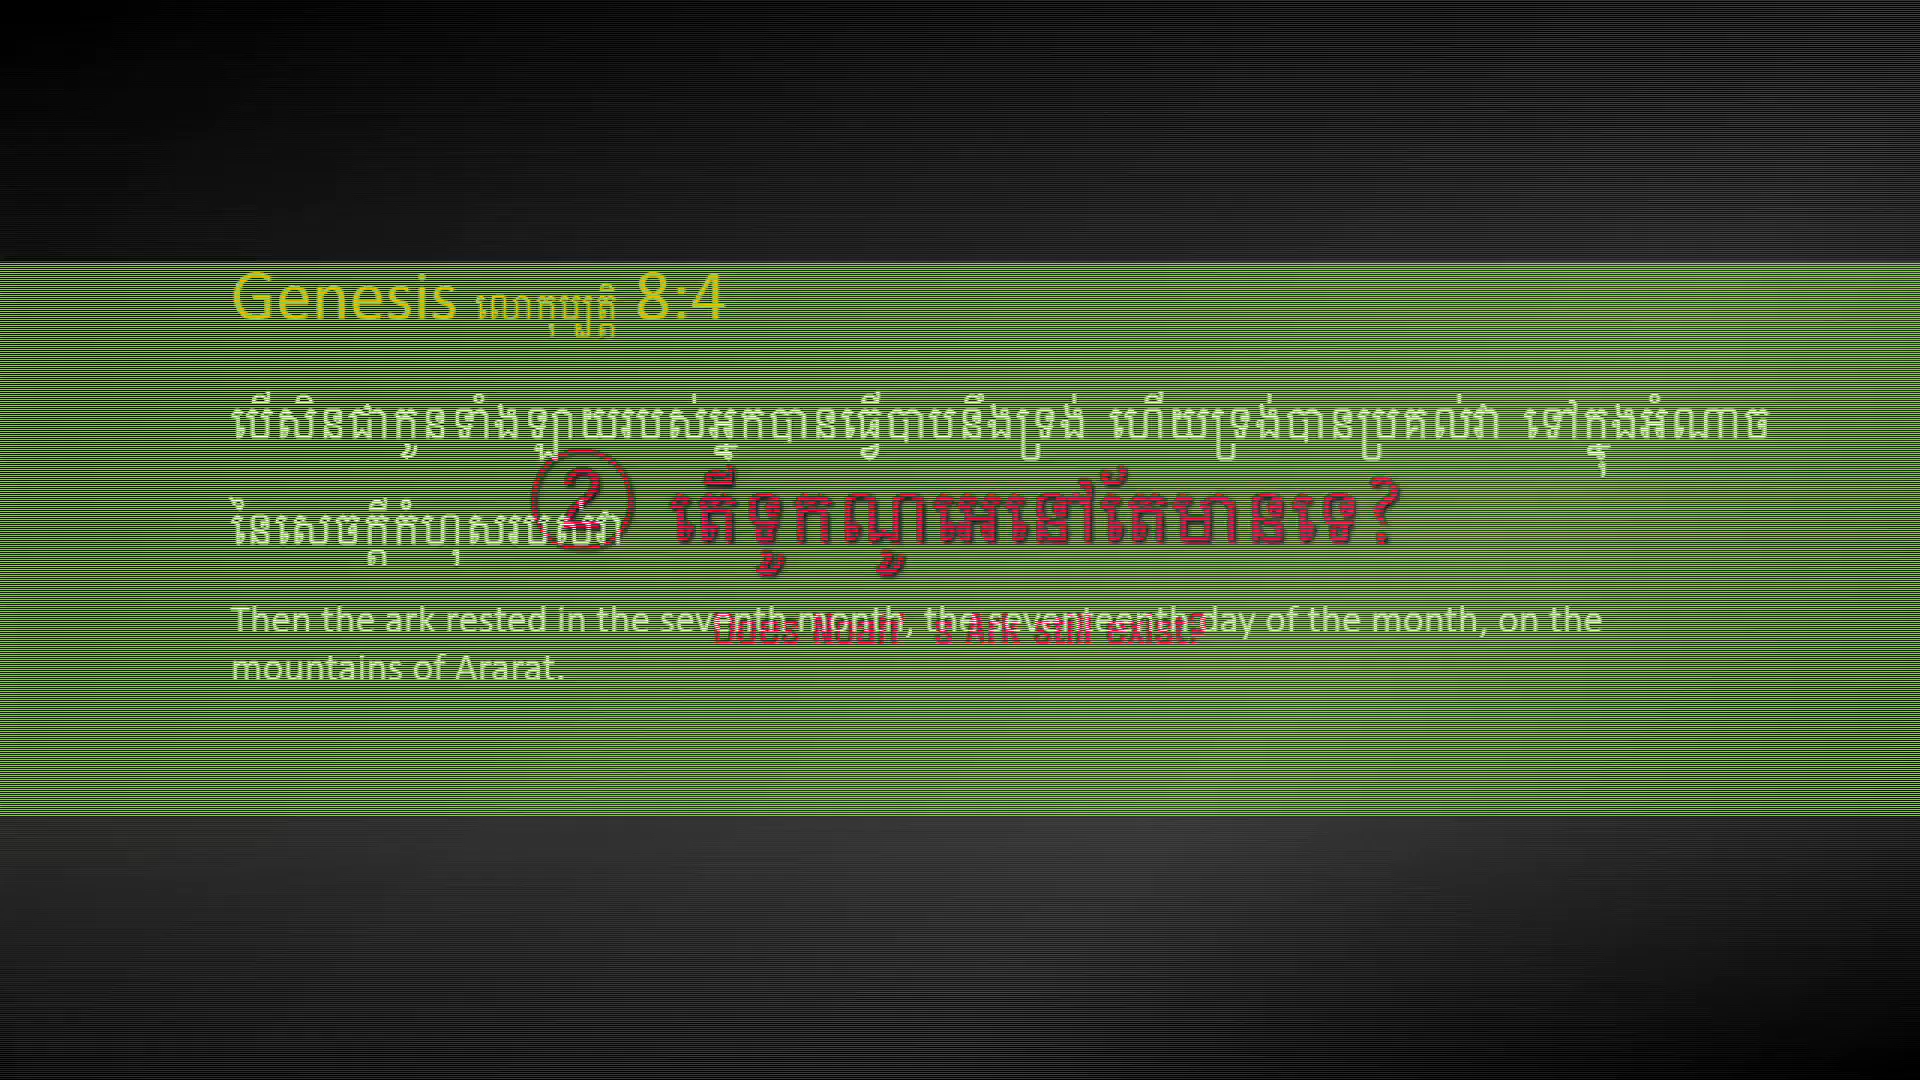 Genesis លោកុប្បត្តិ 8:4
បើសិនជាកូនទាំងឡាយរបស់អ្នកបានធ្វើបាបនឹងទ្រង់ ហើយទ្រង់បានប្រគល់វា ទៅក្នុងអំណាច
នៃសេចក្តីកំហុសរបស់វា
② តើទូកណូអេនៅតែមានទេ?
Then the ark rested in the seventh month, the seventeenth day of the month, on the
mountains of Ararat.
Does Noah's Ark still exist?